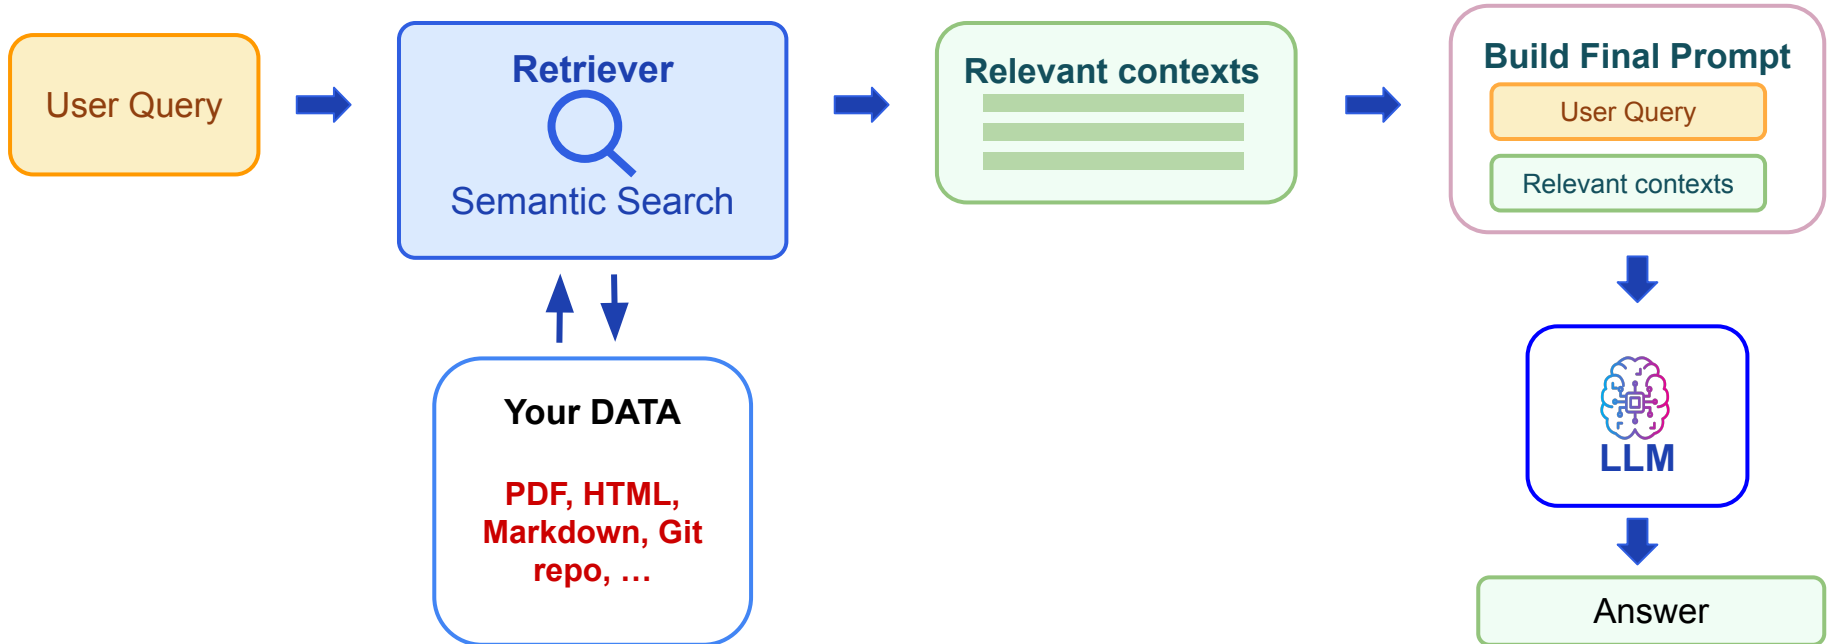 User Query
Retriever
Semantic Search
Relevant contexts
Build Final Prompt
User Query
Relevant contexts
Your DATA
PDF, HTML,
Markdown, Git
repo, …
LLM
Answer